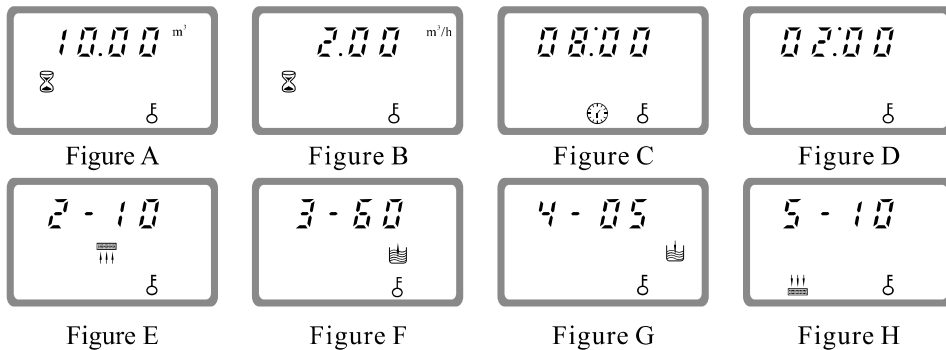 10.00 m³
2.00 m³/h
08:00
02:00
Figure A
Figure B
Figure C
Figure D
2 - 10
3 - 60
4 - 05
5 - 10
Figure E
Figure F
Figure G
Figure H